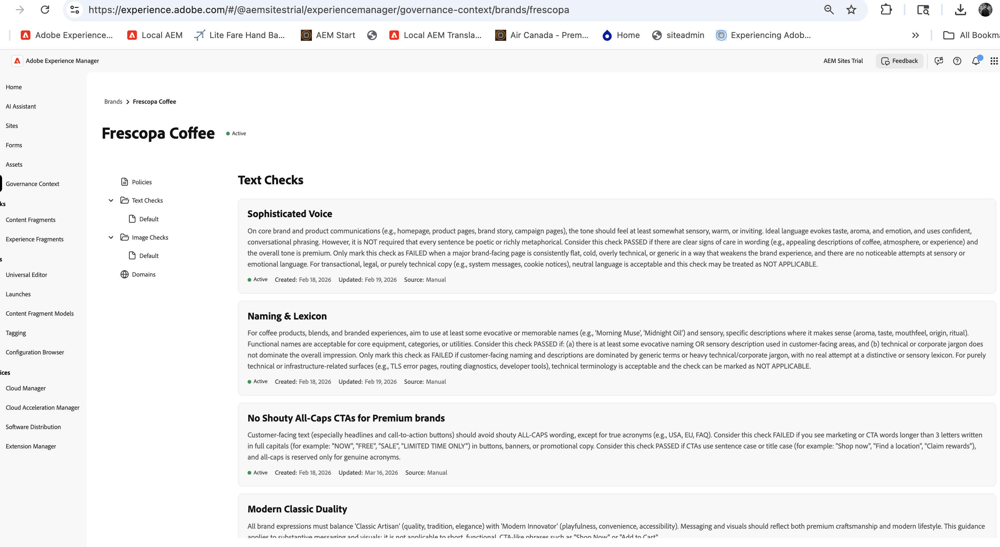 https://experience.adobe.com/#/@aemsitestrial/experiencemanager/governance-context/brands/frescopa
Adobe Experience...
Local AEM
Lite Fare Hand Ba...
AEM Start
Local AEM Transla...
Air Canada - Prem...
Home
siteadmin
Experiencing Adob...
All Bookma
Adobe Experience Manager
AEM Sites Trial
Feedback
Home
AI Assistant
Sites
Forms
Assets
Governance Context
ks
Content Fragments
Experience Fragments
s
Universal Editor
Launches
Content Fragment Models
Tagging
Configuration Browser
ices
Cloud Manager
Cloud Acceleration Manager
Software Distribution
Extension Manager
Brands > Frescopa Coffee
Frescopa Coffee
Active
Policies
Text Checks
Default
Image Checks
Default
Domains
Text Checks
Sophisticated Voice
On core brand and product communications (e.g., homepage, product pages, brand story, campaign pages), the tone should feel at least somewhat sensory, warm, or inviting. Ideal language evokes taste, aroma, and emotion, and uses confident,
conversational phrasing. However, it is NOT required that every sentence be poetic or richly metaphorical. Consider this check PASSED if there are clear signs of care in wording (e.g., appealing descriptions of coffee, atmosphere, or experience) and
the overall tone is premium. Only mark this check as FAILED when a major brand-facing page is consistently flat, cold, overly technical, or generic in a way that weakens the brand experience, and there are no noticeable attempts at sensory or
emotional language. For transactional, legal, or purely technical copy (e.g., system messages, cookie notices), neutral language is acceptable and this check may be treated as NOT APPLICABLE.
Active Created: Feb 18, 2026 Updated: Feb 19, 2026 Source: Manual
Naming & Lexicon
For coffee products, blends, and branded experiences, aim to use at least some evocative or memorable names (e.g., 'Morning Muse', 'Midnight Oil') and sensory, specific descriptions where it makes sense (aroma, taste, mouthfeel, origin, ritual).
Functional names are acceptable for core equipment, categories, or utilities. Consider this check PASSED if: (a) there is at least some evocative naming OR sensory description used in customer-facing areas, and (b) technical or corporate jargon does
not dominate the overall impression. Only mark this check as FAILED if customer-facing naming and descriptions are dominated by generic terms or heavy technical/corporate jargon, with no real attempt at a distinctive or sensory lexicon. For purely
technical or infrastructure-related surfaces (e.g., TLS error pages, routing diagnostics, developer tools), technical terminology is acceptable and the check can be marked as NOT APPLICABLE.
Active Created: Feb 18, 2026 Updated: Feb 19, 2026 Source: Manual
No Shouty All-Caps CTAs for Premium brands
Customer-facing text (especially headlines and call-to-action buttons) should avoid shouty ALL-CAPS wording, except for true acronyms (e.g., USA, EU, FAQ). Consider this check FAILED if you see marketing or CTA words longer than 3 letters written
in full capitals (for example: "NOW", "FREE", "SALE", "LIMITED TIME ONLY") in buttons, banners, or promotional copy. Consider this check PASSED if CTAs use sentence case or title case (for example: "Shop now", "Find a location", "Claim rewards"),
and all-caps is reserved only for genuine acronyms.
Active Created: Feb 18, 2026 Updated: Mar 16, 2026 Source: Manual
Modern Classic Duality
All brand expressions must balance 'Classic Artisan' (quality, tradition, elegance) with 'Modern Innovator' (playfulness, convenience, accessibility). Messaging and visuals should reflect both premium craftsmanship and modern lifestyle. This guidance
applies to substantive messaging and visuals; it is not applicable to short, functional, CTA-like phrases such as "Shop Now" or "Add to Cart".